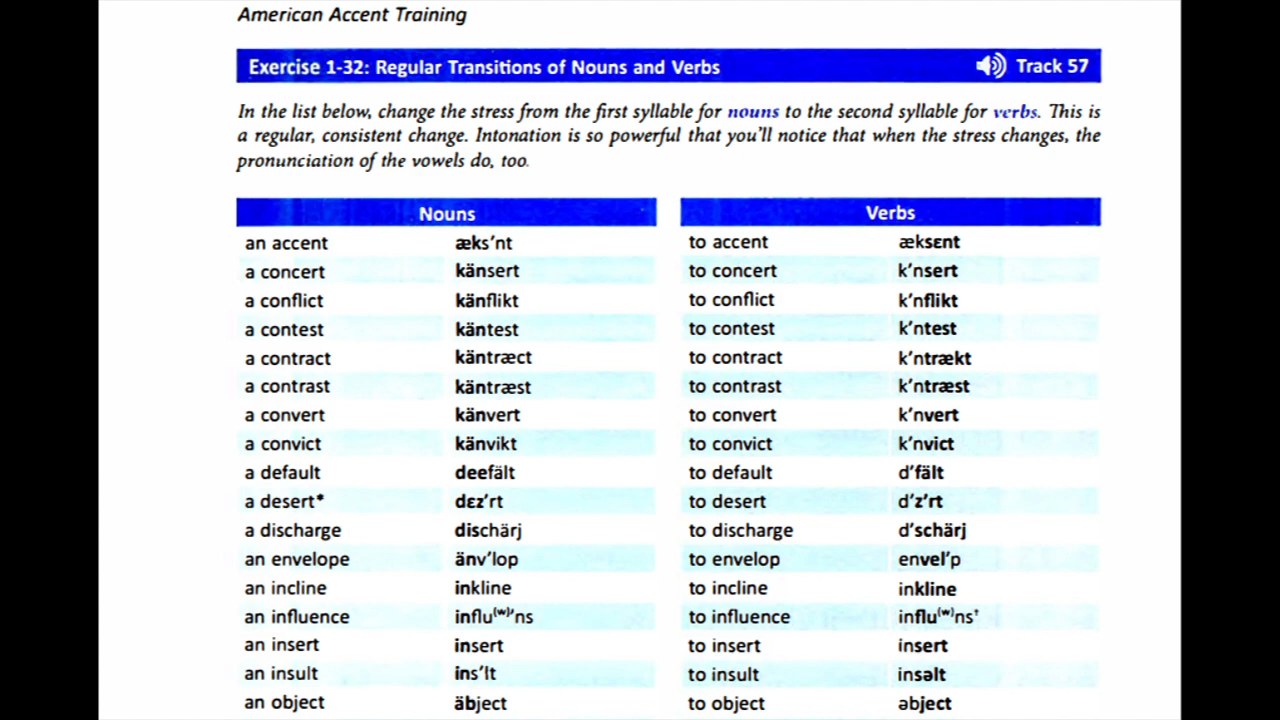 American Accent Training
Exercise 1-32: Regular Transitions of Nouns and Verbs Track 57
In the list below, change the stress from the first syllable for nouns to the second syllable for verbs. This is
a regular, consistent change. Intonation is so powerful that you’ll notice that when the stress changes, the
pronunciation of the vowels do, too.
Nouns Verbs
an accent æks’nt to accent æksɛnt
a concert känsert to concert k’nsert
a conflict känflikt to conflict k’nflikt
a contest käntest to contest k’ntest
a contract käntræct to contract k’ntrækt
a contrast käntræst to contrast k’ntræst
a convert känvert to convert k’nvert
a convict känvikt to convict k’nvict
a default deefält to default d’fält
a desert* dɛz’rt to desert d’z’rt
a discharge dischärj to discharge d’schärj
an envelope änv’lop to envelop envel’p
an incline inkline to incline inkline
an influence influ(w)’ns to influence influ(w)ns†
an insert insert to insert insert
an insult ins’lt to insult insəlt
an object äbject to object əbject